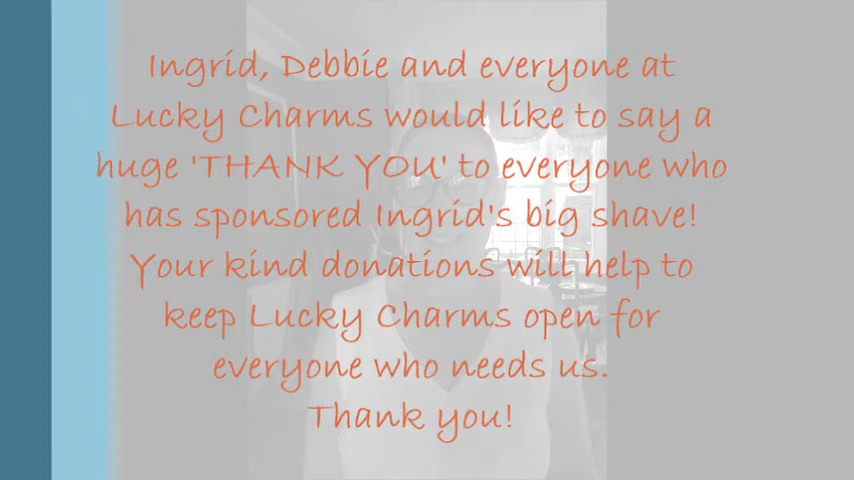 Ingrid, Debbie and everyone at
Lucky Charms would like to say a
huge 'THANK YOU' to everyone who
has sponsored Ingrid's big shave!
Your kind donations will help to
keep Lucky Charms open for
everyone who needs us.
Thank you!